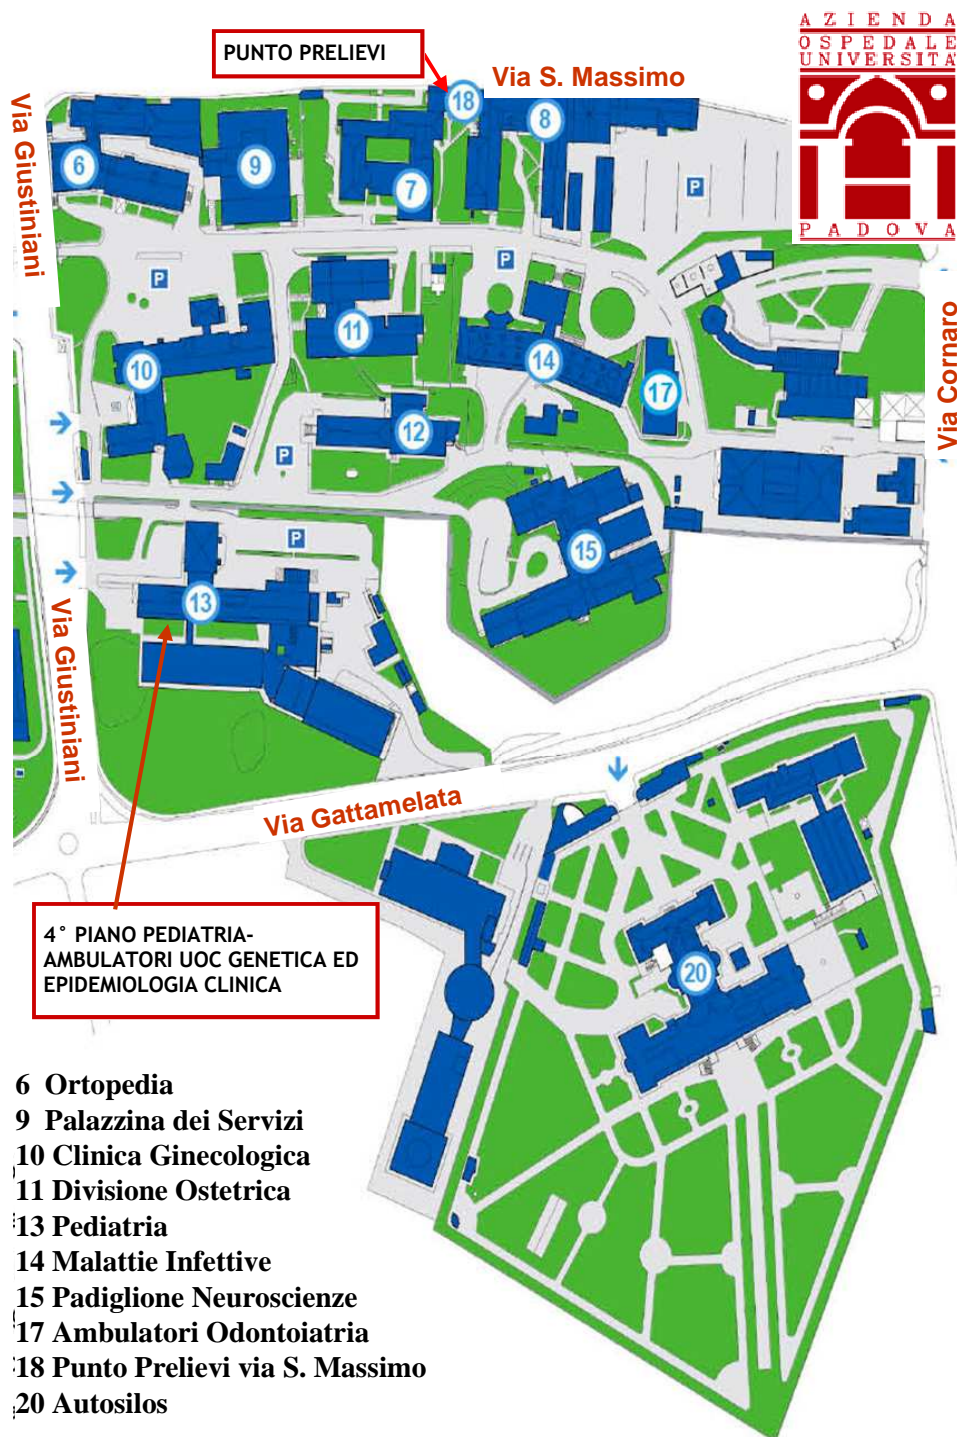 AZIENDA
OSPEDALE
UNIVERSITÀ
PADOVA
PUNTO PRELIEVI
Via S. Massimo
Via Giustiniani
18
8
6
9
7
P
P
P
Via Cornaro
11
10
14
17
12
P
P
15
13
Via Giustiniani
Via Gattamelata
4° PIANO PEDIATRIA-
AMBULATORI UOC GENETICA ED
EPIDEMIOLOGIA CLINICA
20
6 Ortopedia
9 Palazzina dei Servizi
10 Clinica Ginecologica
11 Divisione Ostetrica
13 Pediatria
14 Malattie Infettive
15 Padiglione Neuroscienze
17 Ambulatori Odontoiatria
18 Punto Prelievi via S. Massimo
20 Autosilos